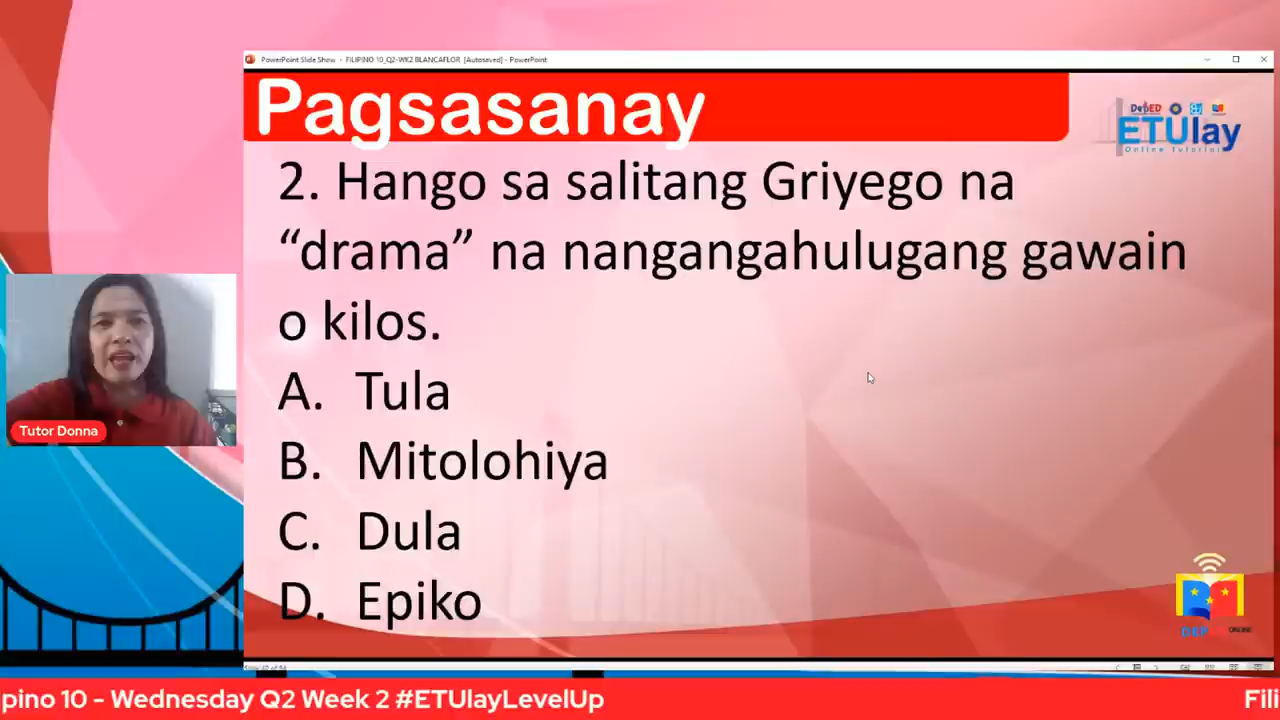 PowerPoint Slide Show - FILIPINO 10_Q2-WK2 BLANCAFLOR [Autosaved] - PowerPoint
Pagsasanay
DepED
ETUlay
Online Tutorial
2. Hango sa salitang Griyego na
“drama” na nangangahulugang gawain
o kilos.
A. Tula
B. Mitolohiya
C. Dula
D. Epiko
Tutor Donna
ONLINE
pino 10 - Wednesday Q2 Week 2 #ETUlayLevelUp
Fili